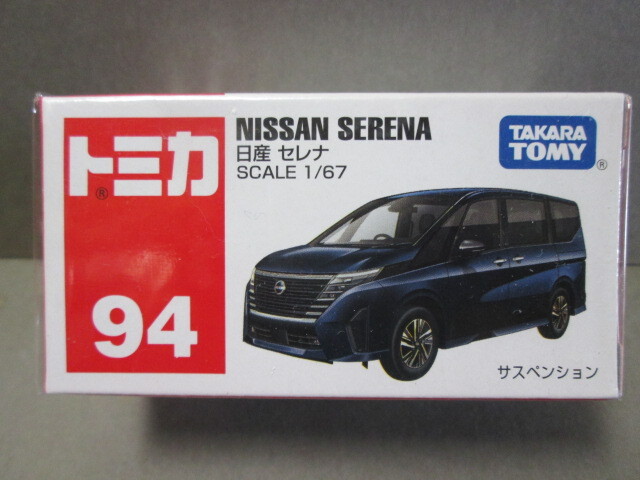 トミカ
®
94
NISSAN SERENA
日産 セレナ
SCALE 1/67
TAKARA
TOMY
®
サスペンション